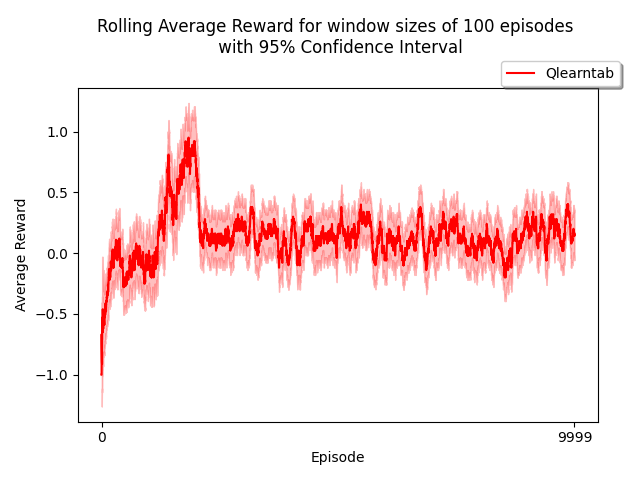 Rolling Average Reward for window sizes of 100 episodes
with 95% Confidence Interval
Qlearntab
1.0
0.5
0.0
−0.5
−1.0
Average Reward
0
9999
Episode